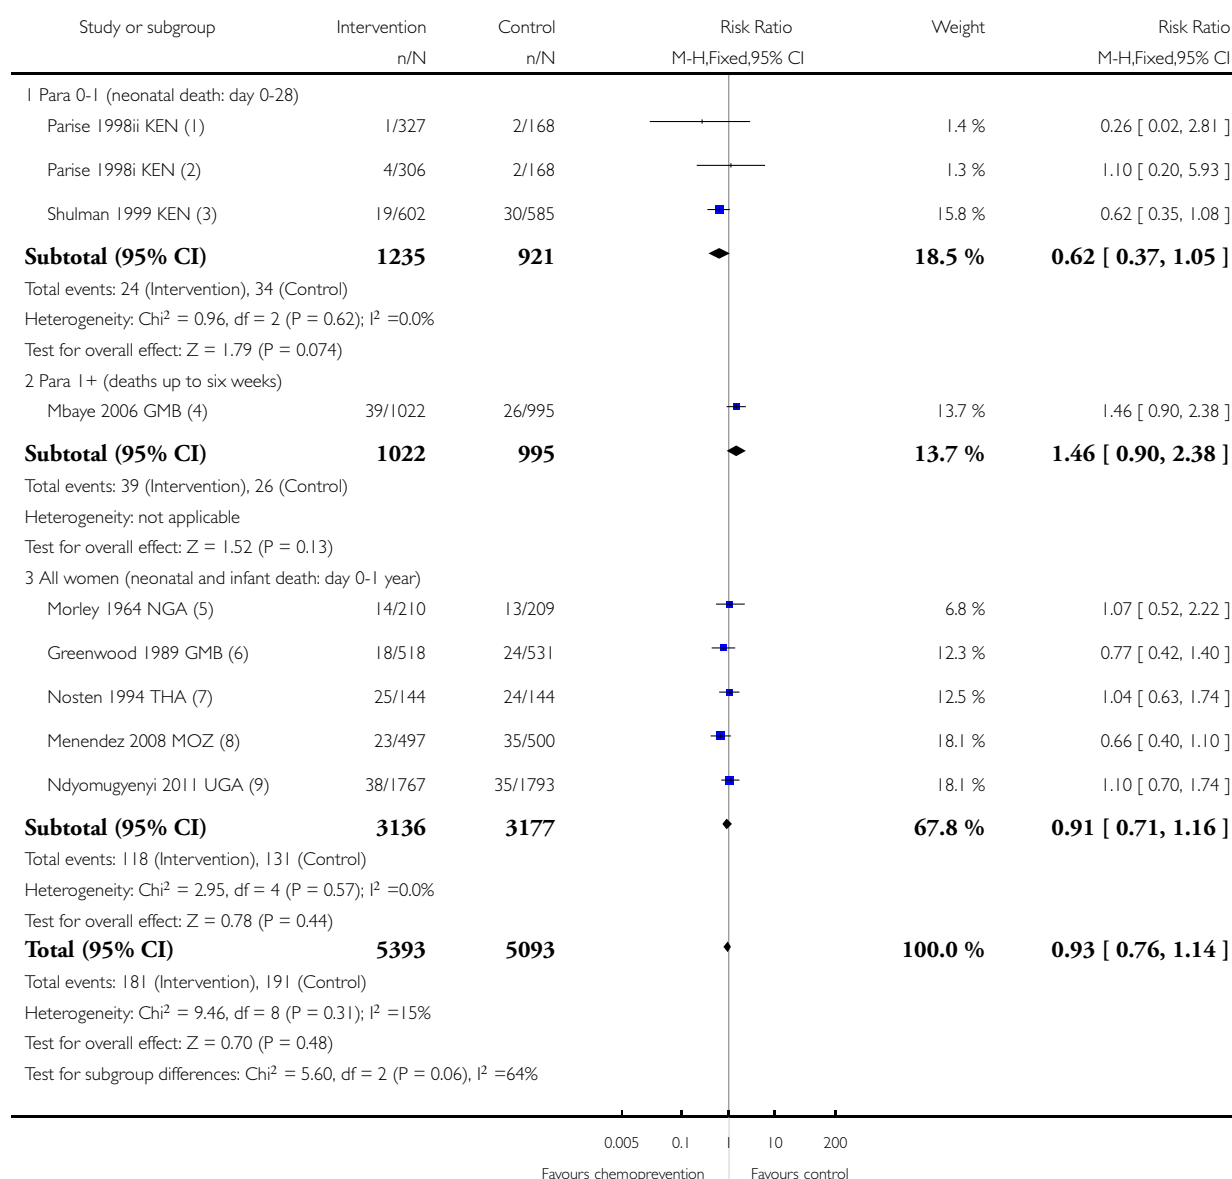 Study or subgroup Intervention Control Risk Ratio Weight Risk Ratio
n/N n/N M-H,Fixed,95% CI M-H,Fixed,95% CI
1 Para 0-1 (neonatal death: day 0-28)
Parise 1998ii KEN (1) 1/327 2/168 1.4 % 0.26 [ 0.02, 2.81 ]
Parise 1998i KEN (2) 4/306 2/168 1.3 % 1.10 [ 0.20, 5.93 ]
Shulman 1999 KEN (3) 19/602 30/585 15.8 % 0.62 [ 0.35, 1.08 ]
Subtotal (95% CI) 1235 921 18.5 % 0.62 [ 0.37, 1.05 ]
Total events: 24 (Intervention), 34 (Control)
Heterogeneity: Chi² = 0.96, df = 2 (P = 0.62); I² =0.0%
Test for overall effect: Z = 1.79 (P = 0.074)
2 Para 1+ (deaths up to six weeks)
Mbaye 2006 GMB (4) 39/1022 26/995 13.7 % 1.46 [ 0.90, 2.38 ]
Subtotal (95% CI) 1022 995 13.7 % 1.46 [ 0.90, 2.38 ]
Total events: 39 (Intervention), 26 (Control)
Heterogeneity: not applicable
Test for overall effect: Z = 1.52 (P = 0.13)
3 All women (neonatal and infant death: day 0-1 year)
Morley 1964 NGA (5) 14/210 13/209 6.8 % 1.07 [ 0.52, 2.22 ]
Greenwood 1989 GMB (6) 18/518 24/531 12.3 % 0.77 [ 0.42, 1.40 ]
Nosten 1994 THA (7) 25/144 24/144 12.5 % 1.04 [ 0.63, 1.74 ]
Menendez 2008 MOZ (8) 23/497 35/500 18.1 % 0.66 [ 0.40, 1.10 ]
Ndyomugyenyi 2011 UGA (9) 38/1767 35/1793 18.1 % 1.10 [ 0.70, 1.74 ]
Subtotal (95% CI) 3136 3177 67.8 % 0.91 [ 0.71, 1.16 ]
Total events: 118 (Intervention), 131 (Control)
Heterogeneity: Chi² = 2.95, df = 4 (P = 0.57); I² =0.0%
Test for overall effect: Z = 0.78 (P = 0.44)
Total (95% CI) 5393 5093 100.0 % 0.93 [ 0.76, 1.14 ]
Total events: 181 (Intervention), 191 (Control)
Heterogeneity: Chi² = 9.46, df = 8 (P = 0.31); I² =15%
Test for overall effect: Z = 0.70 (P = 0.48)
Test for subgroup differences: Chi² = 5.60, df = 2 (P = 0.06), I² =64%
0.005 0.1 1 10 200
Favours chemoprevention Favours control